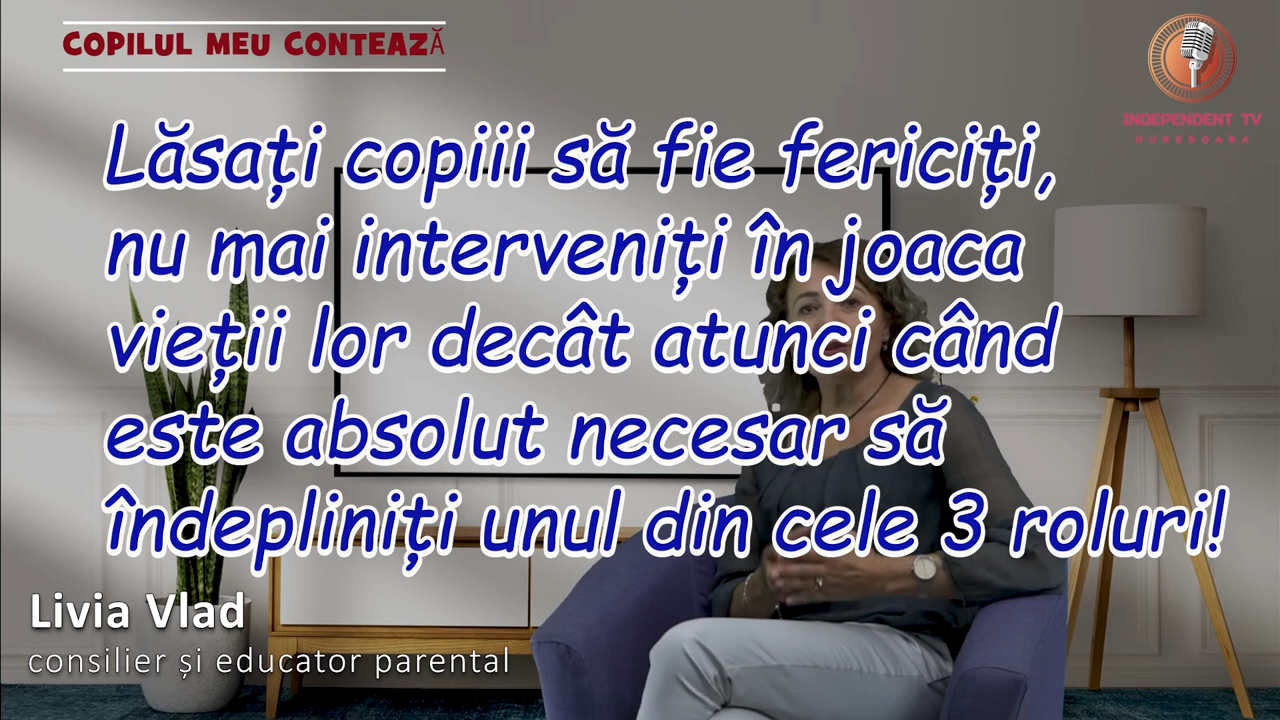 COPILUL MEU CONTEAZĂ
INDEPENDENT TV
HUNEDOARA
Lăsați copiii să fie fericiți,
nu mai interveniți în joaca
vieții lor decât atunci când
este absolut necesar să
îndepliniți unul din cele 3 roluri!
Livia Vlad
consilier și educator parental